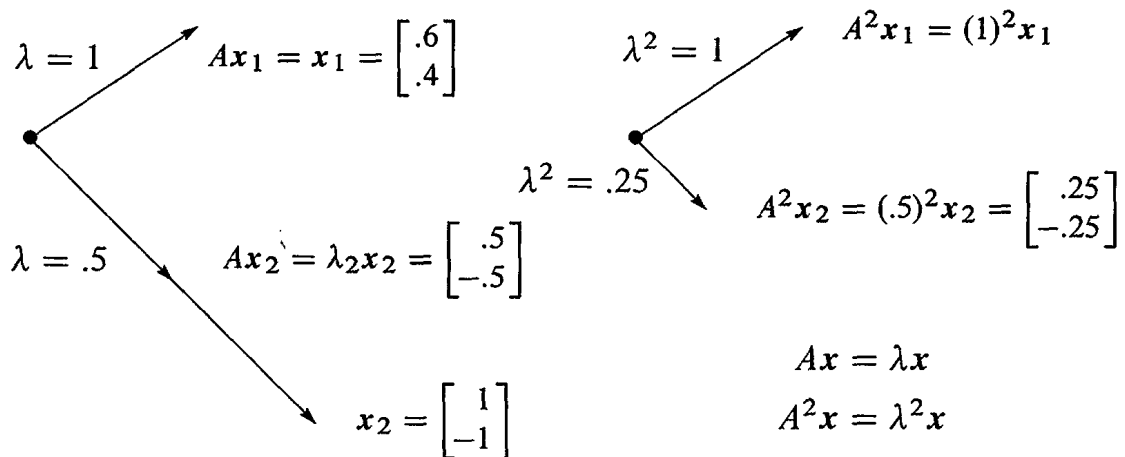 λ = 1
Ax₁ = x₁ = [.6 .4]
λ = .5
Ax₂ = λ₂x₂ = [.5 −.5]
x₂ = [1 −1]
λ² = 1
A²x₁ = (1)²x₁
λ² = .25
A²x₂ = (.5)²x₂ = [.25 −.25]
Ax = λx
A²x = λ²x